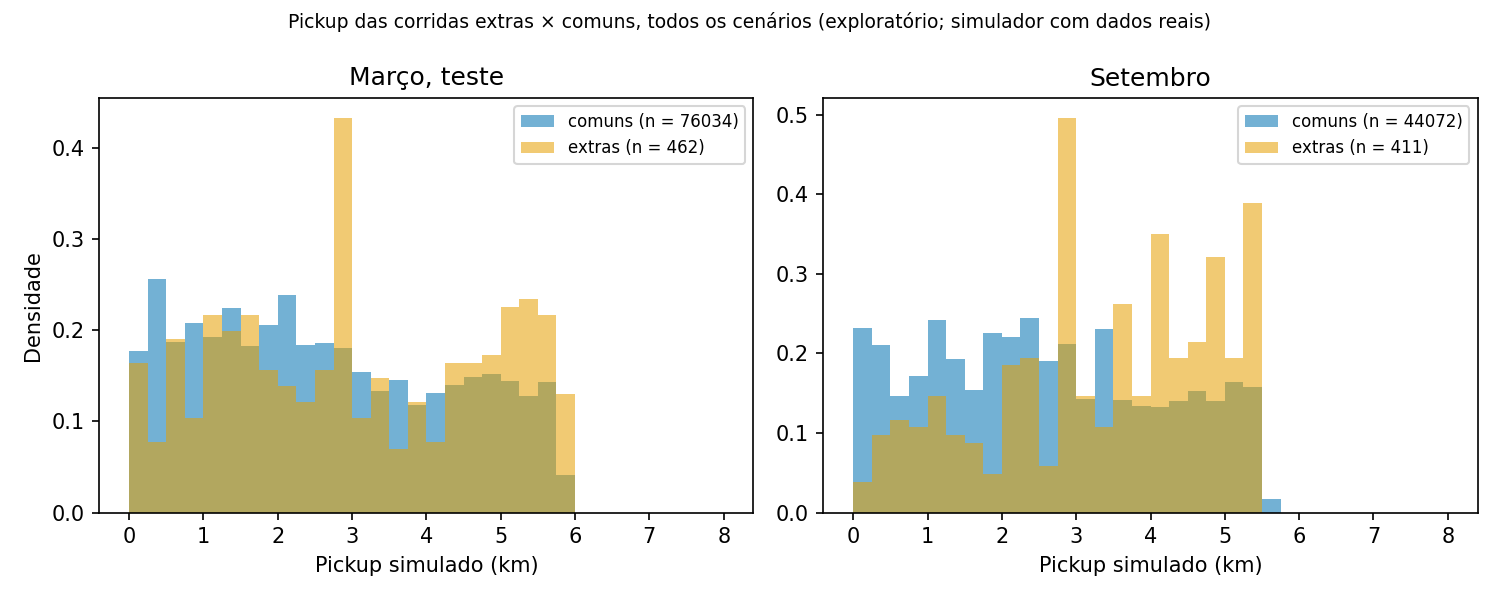 Pickup das corridas extras × comuns, todos os cenários (exploratório; simulador com dados reais)
Março, teste
comuns (n = 76034)
extras (n = 462)
Densidade
0.4
0.3
0.2
0.1
0.0
0 1 2 3 4 5 6 7 8
Pickup simulado (km)
Setembro
comuns (n = 44072)
extras (n = 411)
0.5
0.4
0.3
0.2
0.1
0.0
0 1 2 3 4 5 6 7 8
Pickup simulado (km)